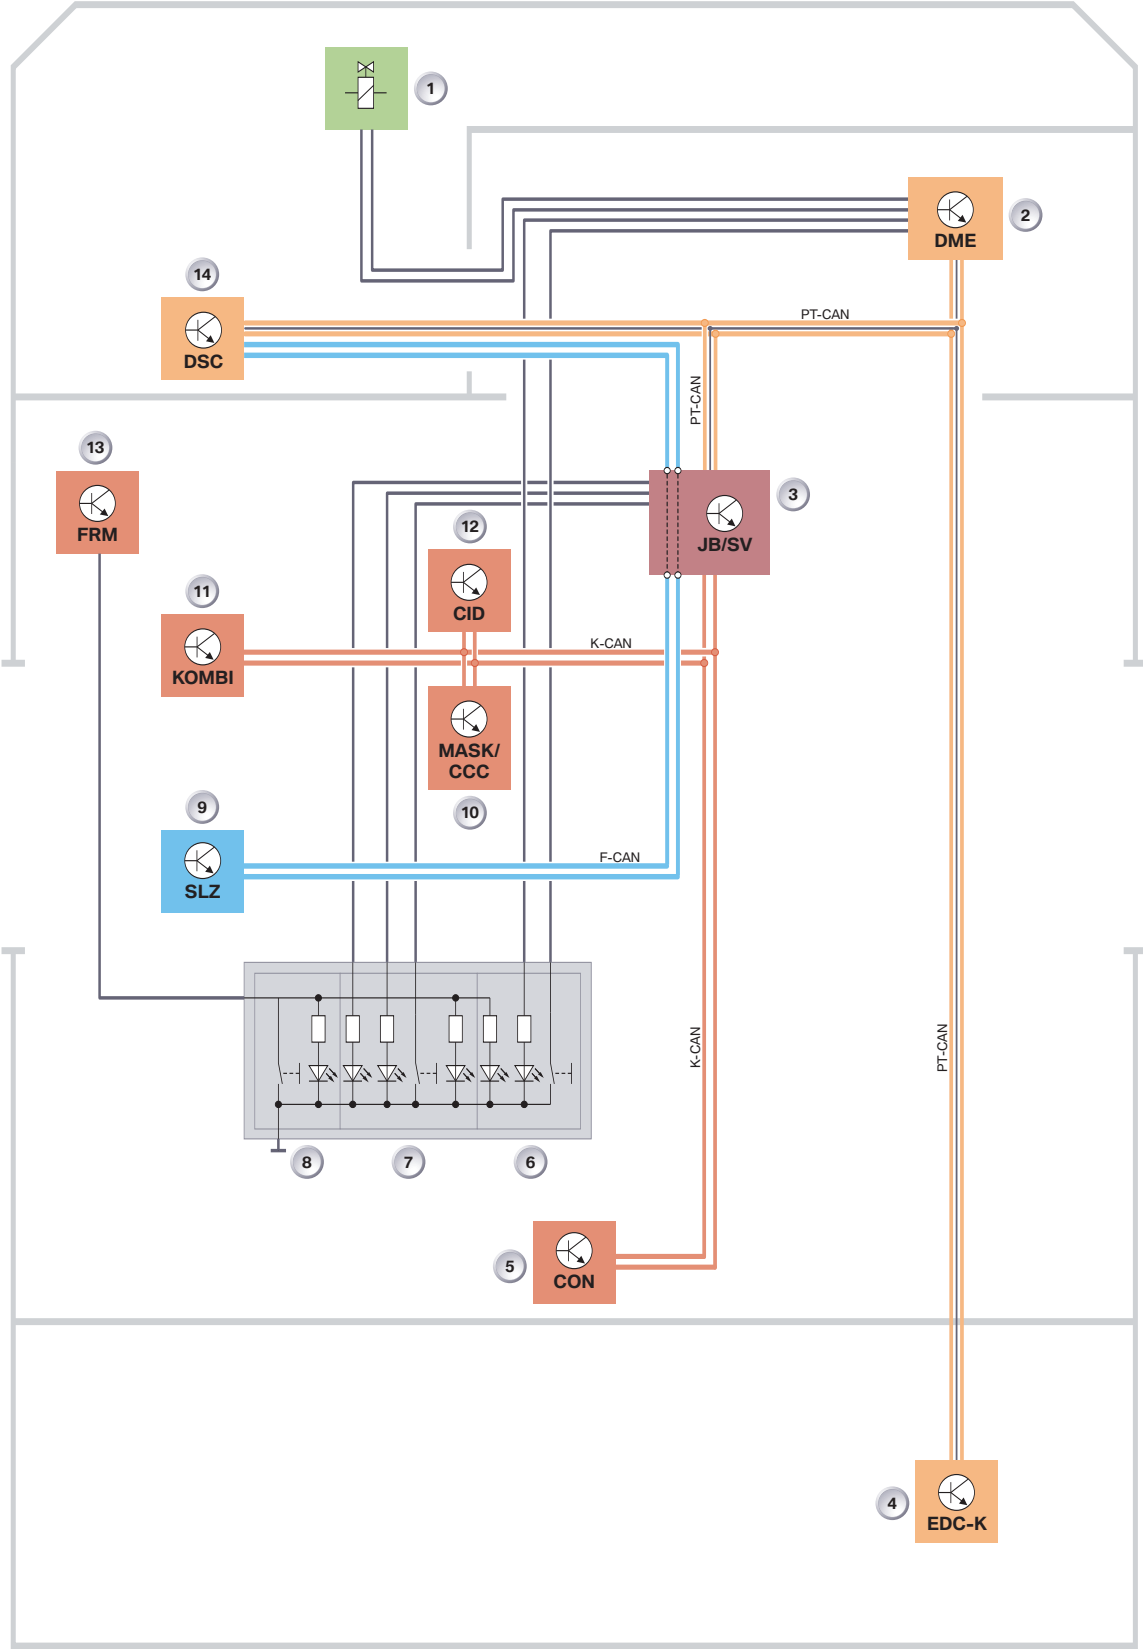 1
2
DME
14
DSC
PT-CAN
PT-CAN
13
FRM
3
JB/SV
12
CID
11
KOMBI
K-CAN
MASK/
CCC
10
9
SLZ
F-CAN
K-CAN
PT-CAN
8
7
6
5
CON
4
EDC-K